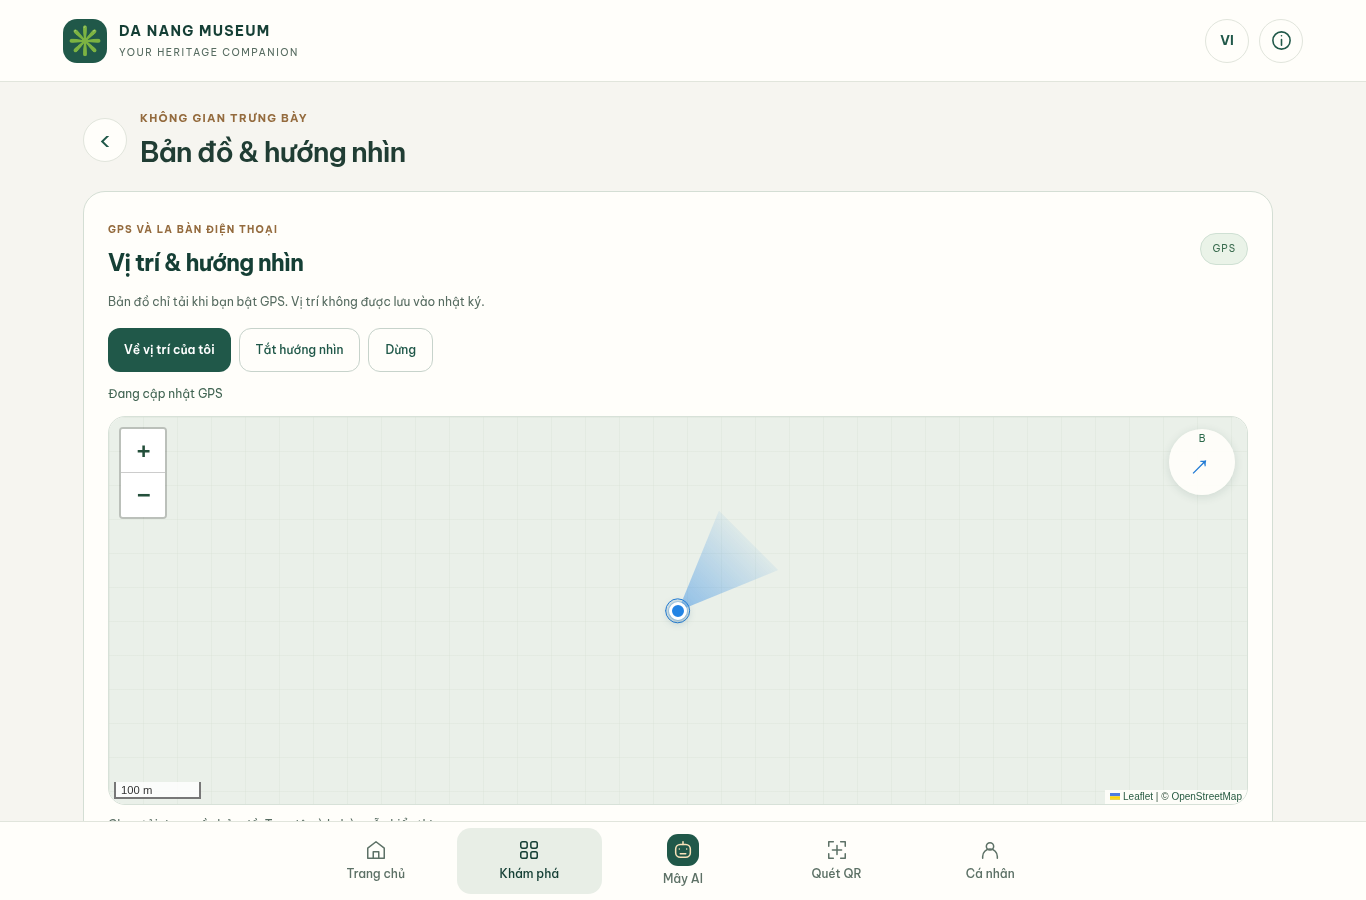 DA NANG MUSEUM
YOUR HERITAGE COMPANION
VI
KHÔNG GIAN TRƯNG BÀY
Bản đồ & hướng nhìn
GPS VÀ LA BÀN ĐIỆN THOẠI
Vị trí & hướng nhìn
GPS
Bản đồ chỉ tải khi bạn bật GPS. Vị trí không được lưu vào nhật ký.
Về vị trí của tôi
Tắt hướng nhìn
Dừng
Đang cập nhật GPS
+
−
B
100 m
Leaflet | © OpenStreetMap
Trang chủ
Khám phá
Mây AI
Quét QR
Cá nhân